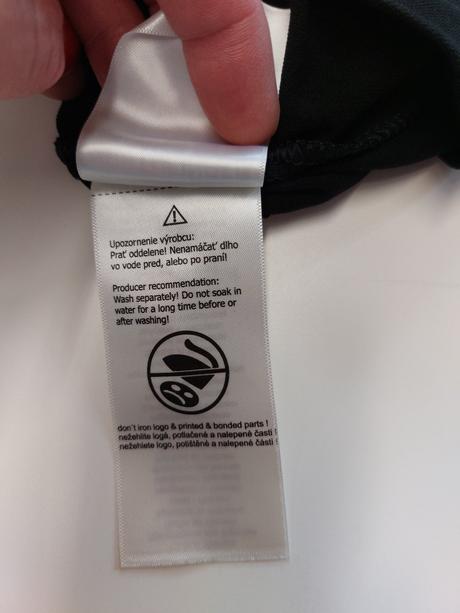 Upozornenie výrobcu:
Prať oddelene! Nenamáčať dlho
vo vode pred, alebo po praní!
Producer recommendation:
Wash separately! Do not soak in
water for a long time before or
after washing!
don´t iron logo & printed & bonded parts !
nežehlite logá, potlačené a nalepené časti !
nežehlete logo, potištěné a nalepené části !